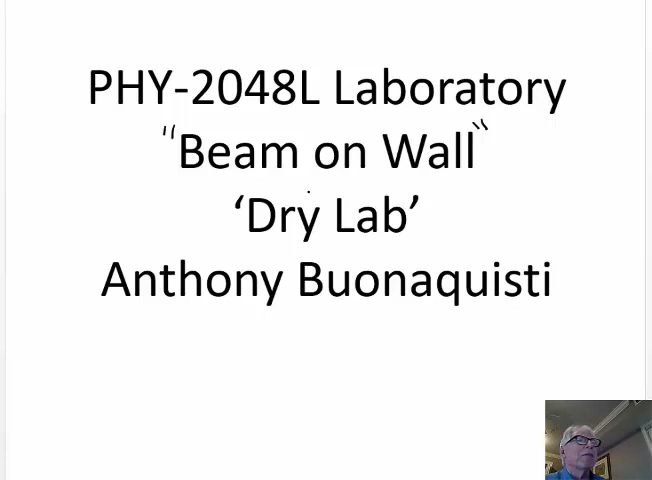 PHY-2048L Laboratory
"Beam on Wall"
‘Dry Lab’
Anthony Buonaquisti